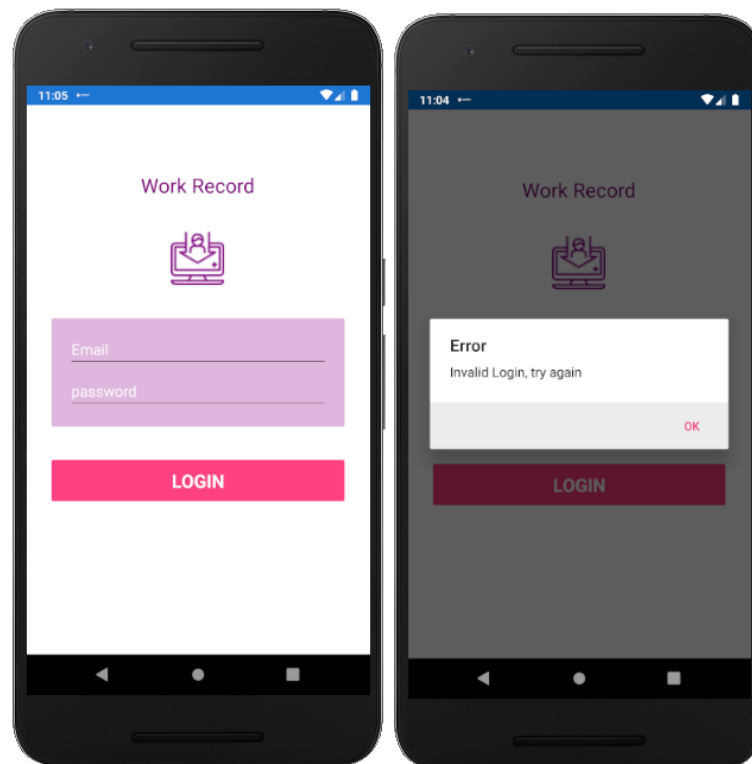 11:05
Work Record
Email
password
LOGIN
11:04
Work Record
Error
Invalid Login, try again
OK
LOGIN